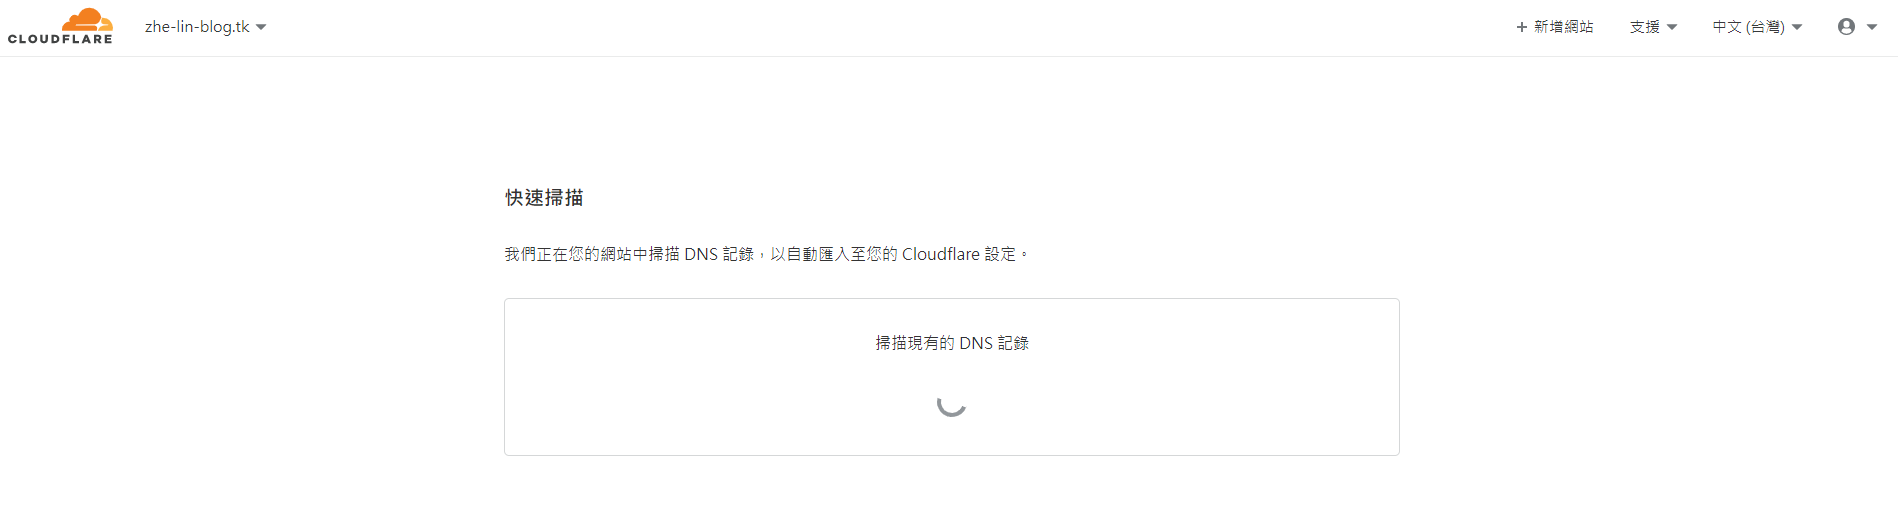 CLOUDFLARE
zhe-lin-blog.tk
+ 新增網站
支援
中文 (台灣)
快速掃描
我們正在您的網站中掃描 DNS 記錄，以自動匯入至您的 Cloudflare 設定。
掃描現有的 DNS 記錄